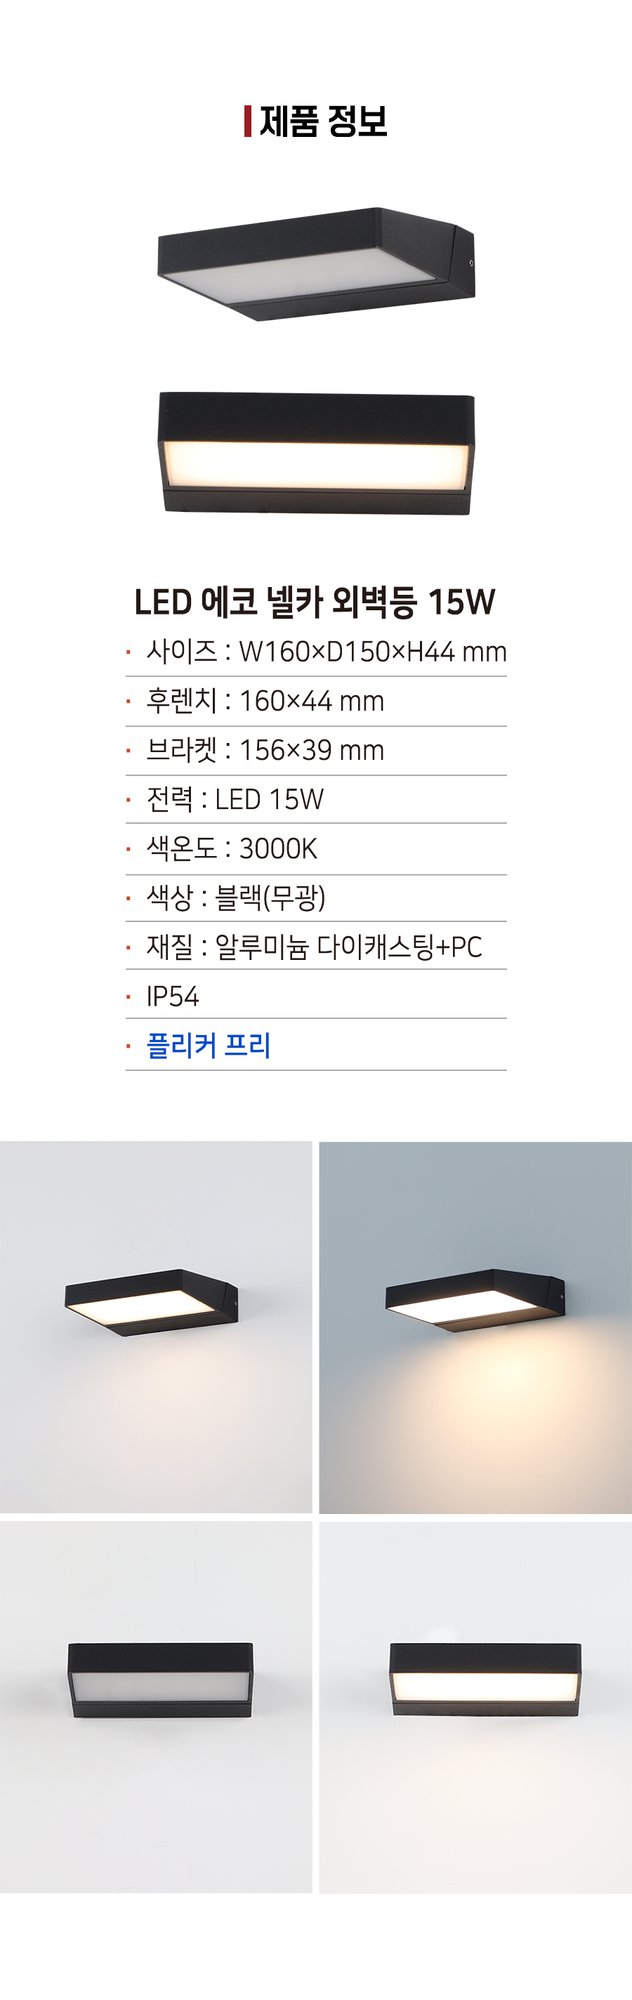 제품 정보
LED 에코 넬카 외벽등 15W
· 사이즈 : W160×D150×H44 mm
· 후렌치 : 160×44 mm
· 브라켓 : 156×39 mm
· 전력 : LED 15W
· 색온도 : 3000K
· 색상 : 블랙(무광)
· 재질 : 알루미늄 다이캐스팅+PC
· IP54
· 플리커 프리